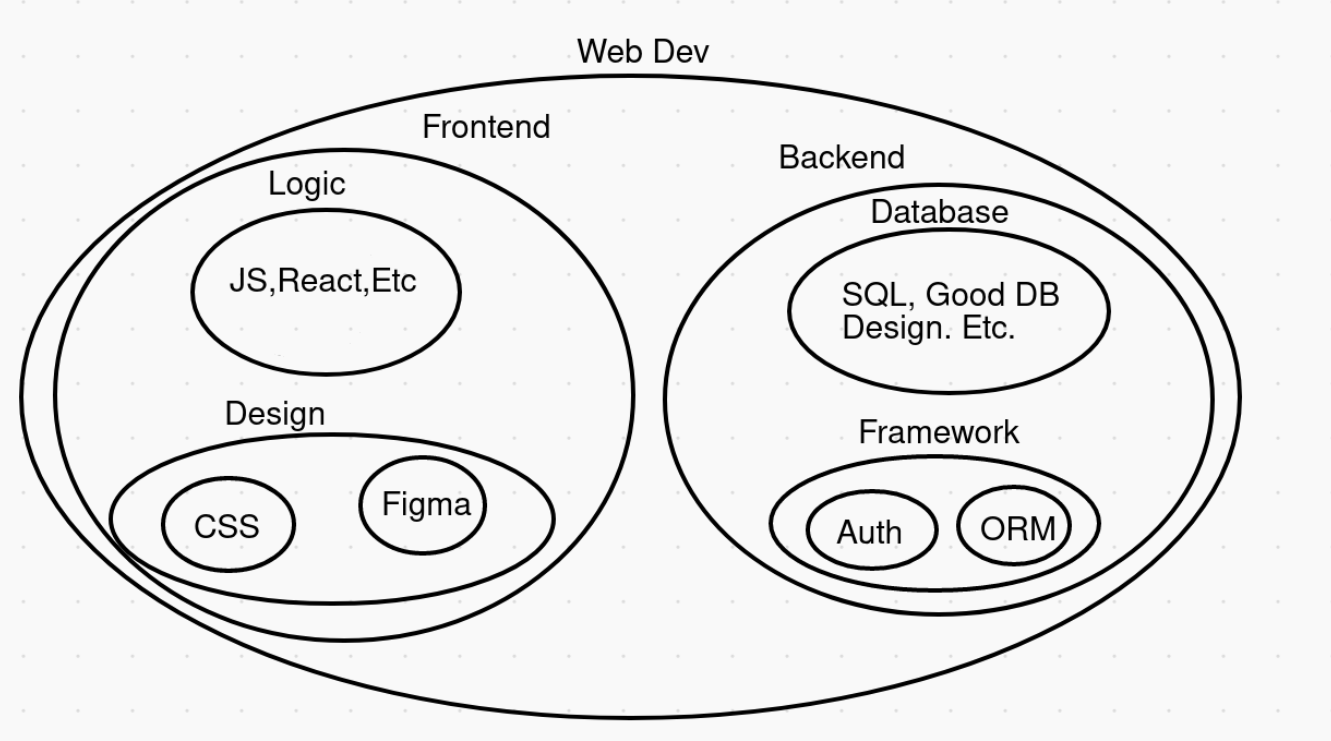 Web Dev
Frontend
Backend
Logic
Database
JS,React,Etc
SQL, Good DB
Design. Etc.
Design
Framework
CSS
Figma
Auth
ORM